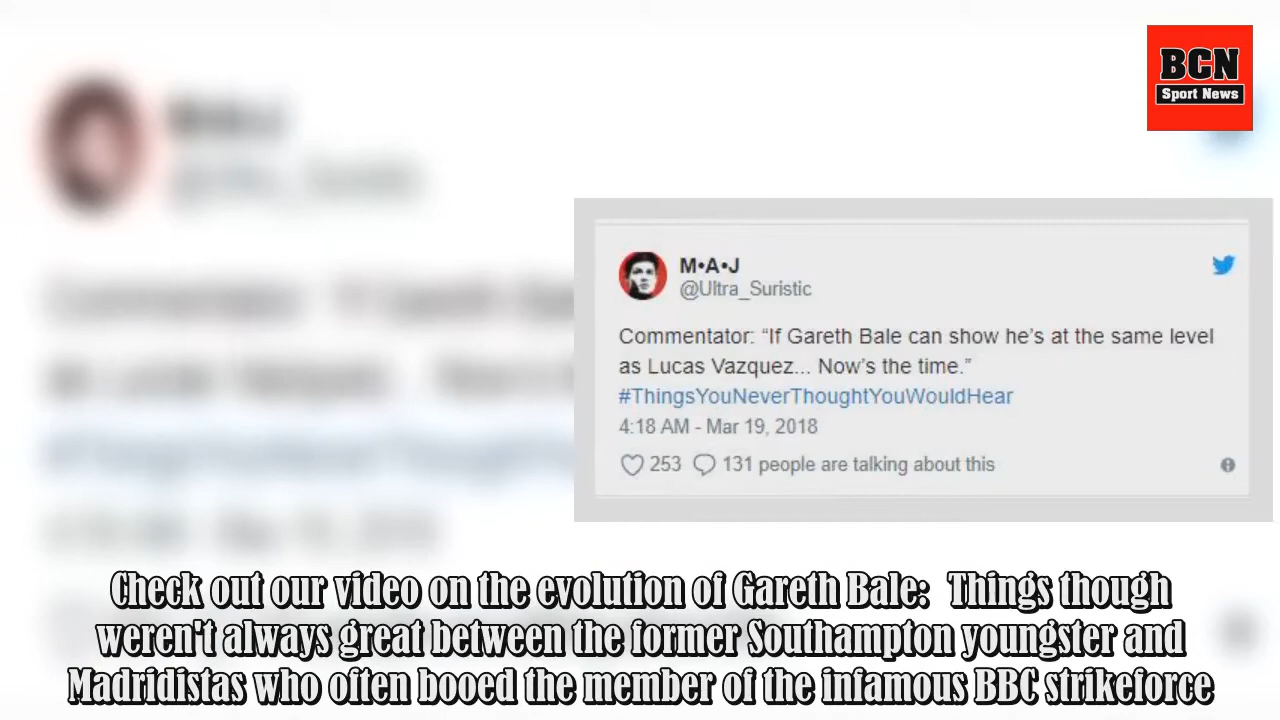 BCN
Sport News
M•A•J
@Ultra_Suristic
Commentator: “If Gareth Bale can show he’s at the same level
as Lucas Vazquez... Now’s the time.”
#ThingsYouNeverThoughtYouWouldHear
4:18 AM - Mar 19, 2018
253 131 people are talking about this
Check out our video on the evolution of Gareth Bale: Things though
weren't always great between the former Southampton youngster and
Madridistas who often booed the member of the infamous BBC strikeforce